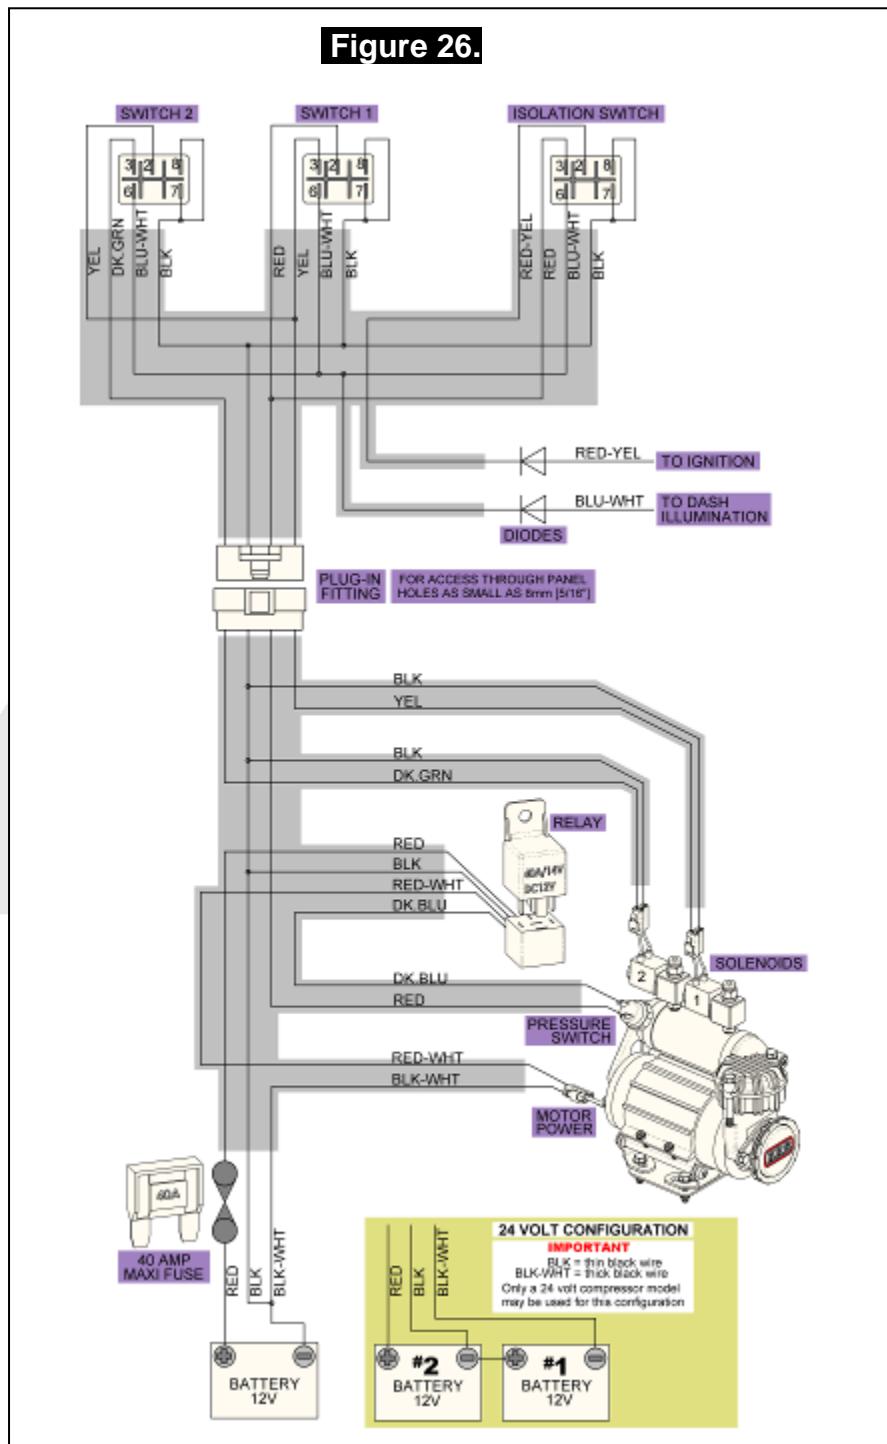 Figure 26.
SWITCH 2
SWITCH 1
ISOLATION SWITCH
3 2 8
6 7
3 2 8
6 7
3 2 8
6 7
YEL
DK.GRN
BLU-WHT
BLK
RED
YEL
BLU-WHT
BLK
RED-YEL
RED
BLU-WHT
BLK
RED-YEL
TO IGNITION
BLU-WHT
TO DASH
ILLUMINATION
DIODES
PLUG-IN
FITTING
FOR ACCESS THROUGH PANEL
HOLES AS SMALL AS 8mm [5/16"]
BLK
YEL
BLK
DK.GRN
RELAY
40A/14V
DC12V
RED
BLK
RED-WHT
DK.BLU
2
1
SOLENOIDS
DK.BLU
RED
PRESSURE
SWITCH
RED-WHT
BLK-WHT
MOTOR
POWER
40A
40 AMP
MAXI FUSE
RED
BLK
BLK-WHT
BATTERY
12V
24 VOLT CONFIGURATION
IMPORTANT
BLK = thin black wire
BLK-WHT = thick black wire
Only a 24 volt compressor model
may be used for this configuration
RED
BLK
BLK-WHT
#2
BATTERY
12V
#1
BATTERY
12V